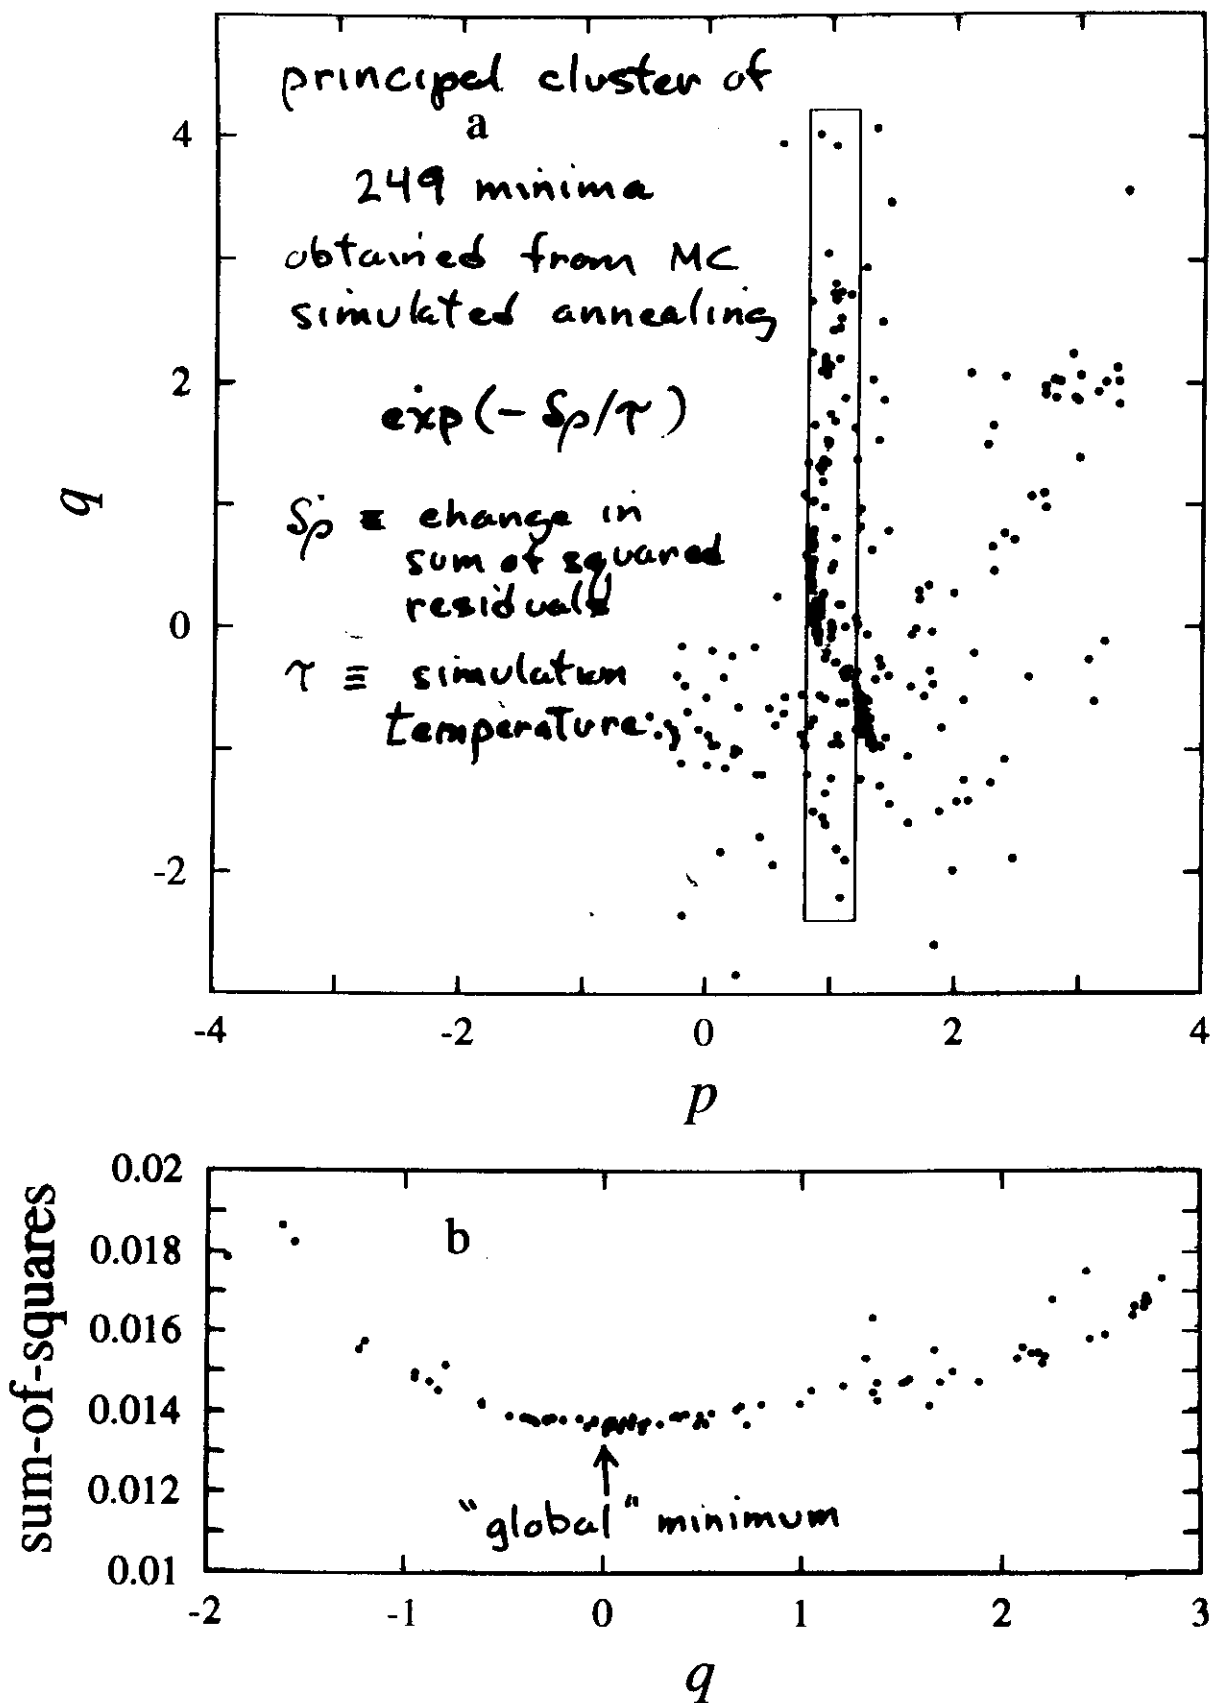 principal cluster of
a
249 minima
obtained from MC
simulated annealing
exp(- δρ/τ)
δρ ≡ change in
sum of squared
residuals
τ ≡ simulation
temperature
4
2
0
-2
q
-4
-2
0
2
4
p
0.02
0.018
0.016
0.014
0.012
0.01
sum-of-squares
b
"global" minimum
-2
-1
0
1
2
3
q